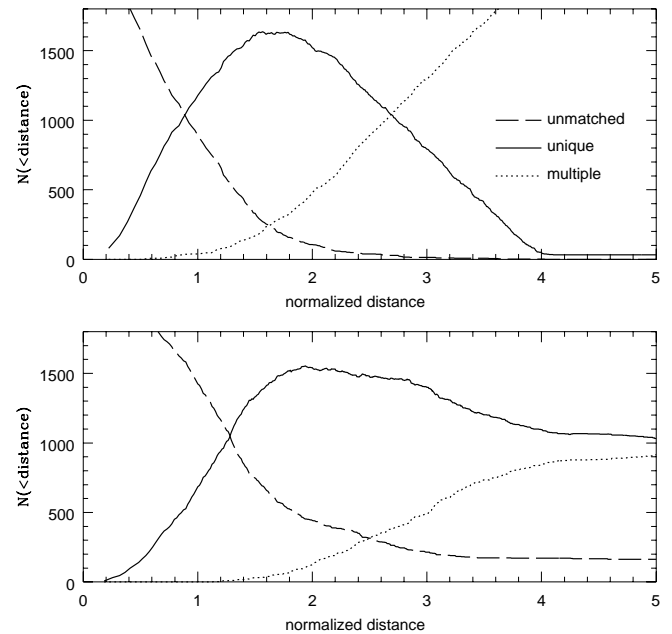 1500
1000
500
0
N(<distance)
unmatched
unique
multiple
0 1 2 3 4 5
normalized distance
1500
1000
500
0
N(<distance)
0 1 2 3 4 5
normalized distance